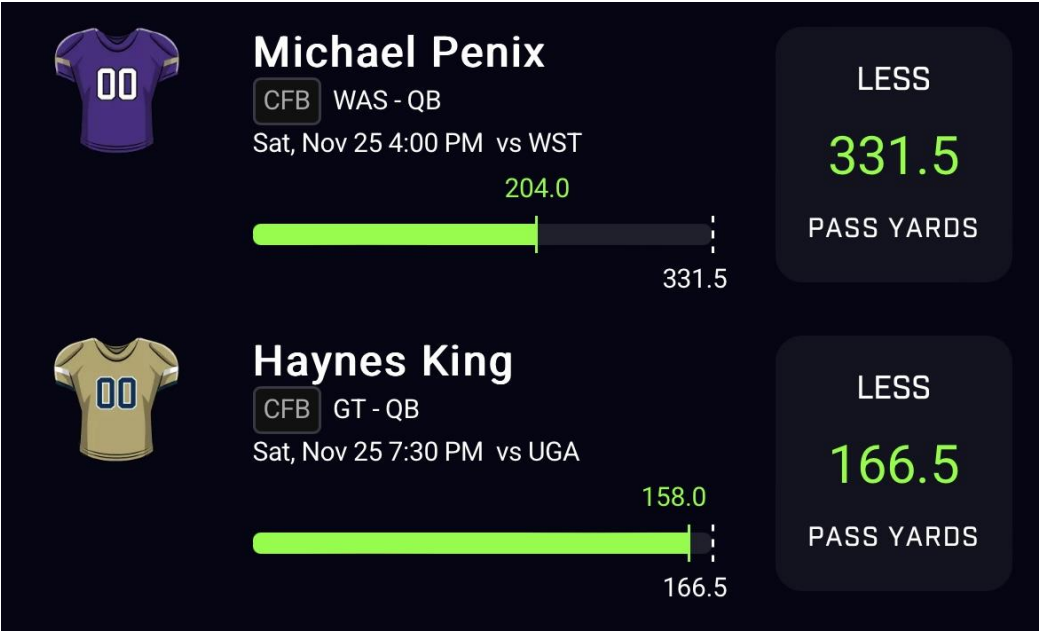 00
Michael Penix
CFB WAS - QB
Sat, Nov 25 4:00 PM vs WST
204.0
331.5
LESS
331.5
PASS YARDS
00
Haynes King
CFB GT - QB
Sat, Nov 25 7:30 PM vs UGA
158.0
166.5
LESS
166.5
PASS YARDS